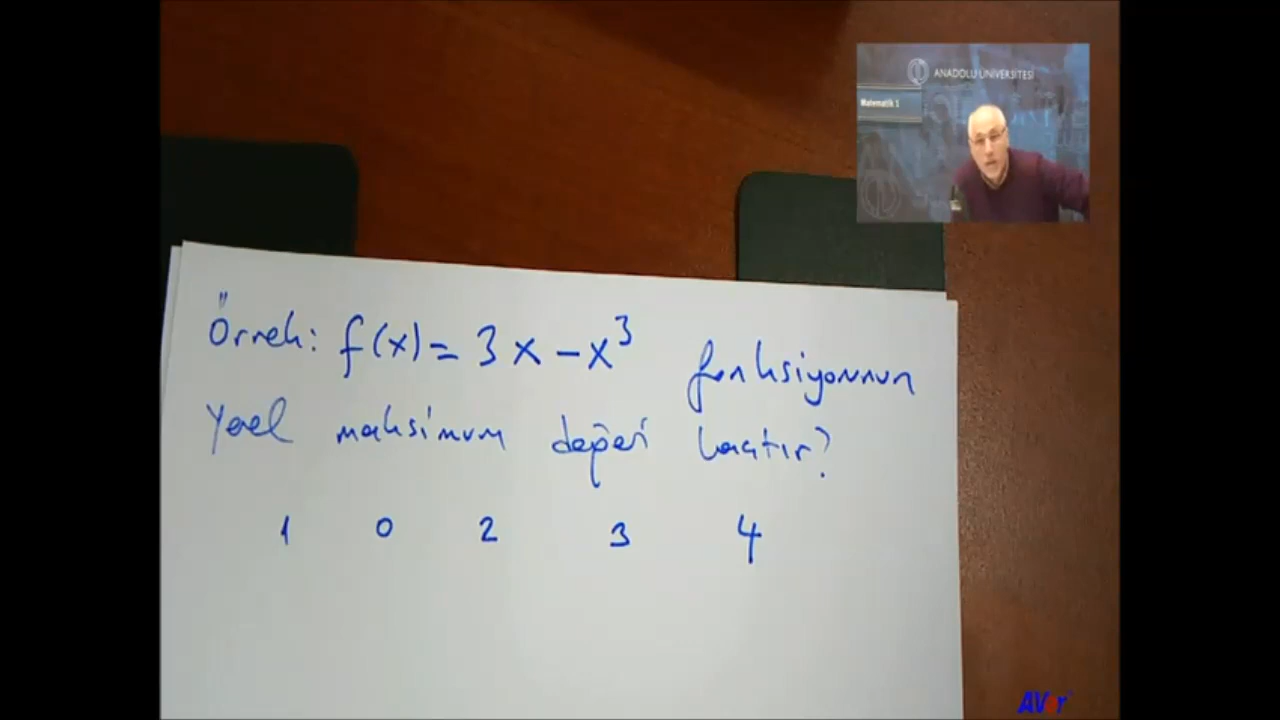 ANADOLU ÜNİVERSİTESİ
Matematik 1
Örnek: f(x) = 3x - x³ fonksiyonunun
Yerel maksimum değeri kaçtır?
1 0 2 3 4
AVer